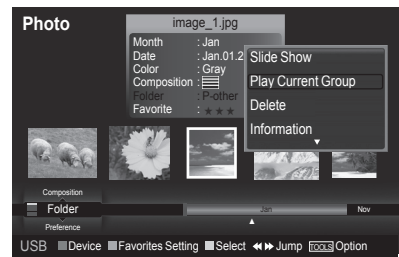 Photo
image_1.jpg
Month : Jan
Date : Jan.01.2
Color : Gray
Composition :
Folder : P-other
Favorite : ★ ★ ★
Slide Show
Play Current Group
Delete
Information
Composition
Folder
Preference
Jan
Nov
USB Device Favorites Setting Select Jump TOOLS Option